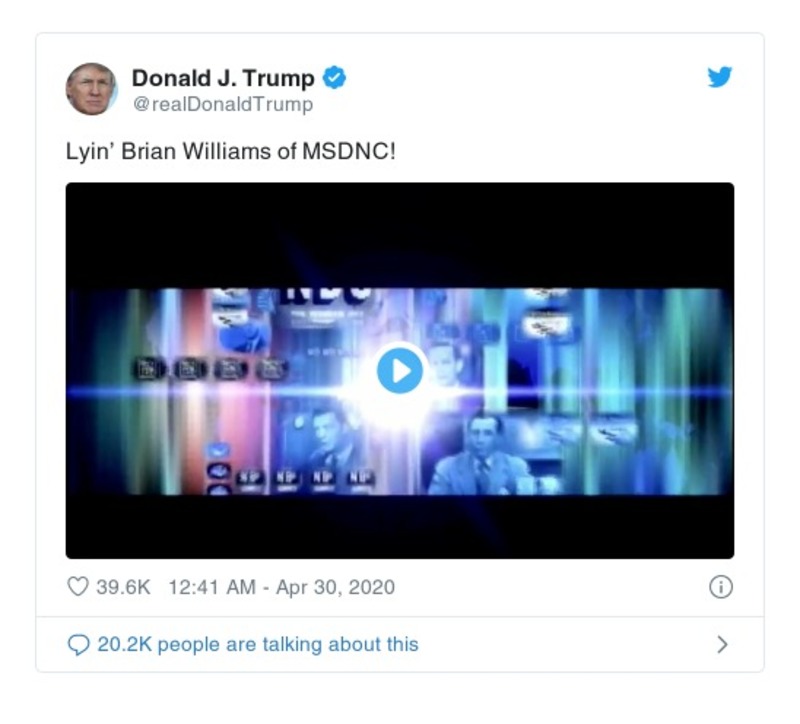 Donald J. Trump
@realDonaldTrump
Lyin’ Brian Williams of MSDNC!
39.6K 12:41 AM - Apr 30, 2020
20.2K people are talking about this